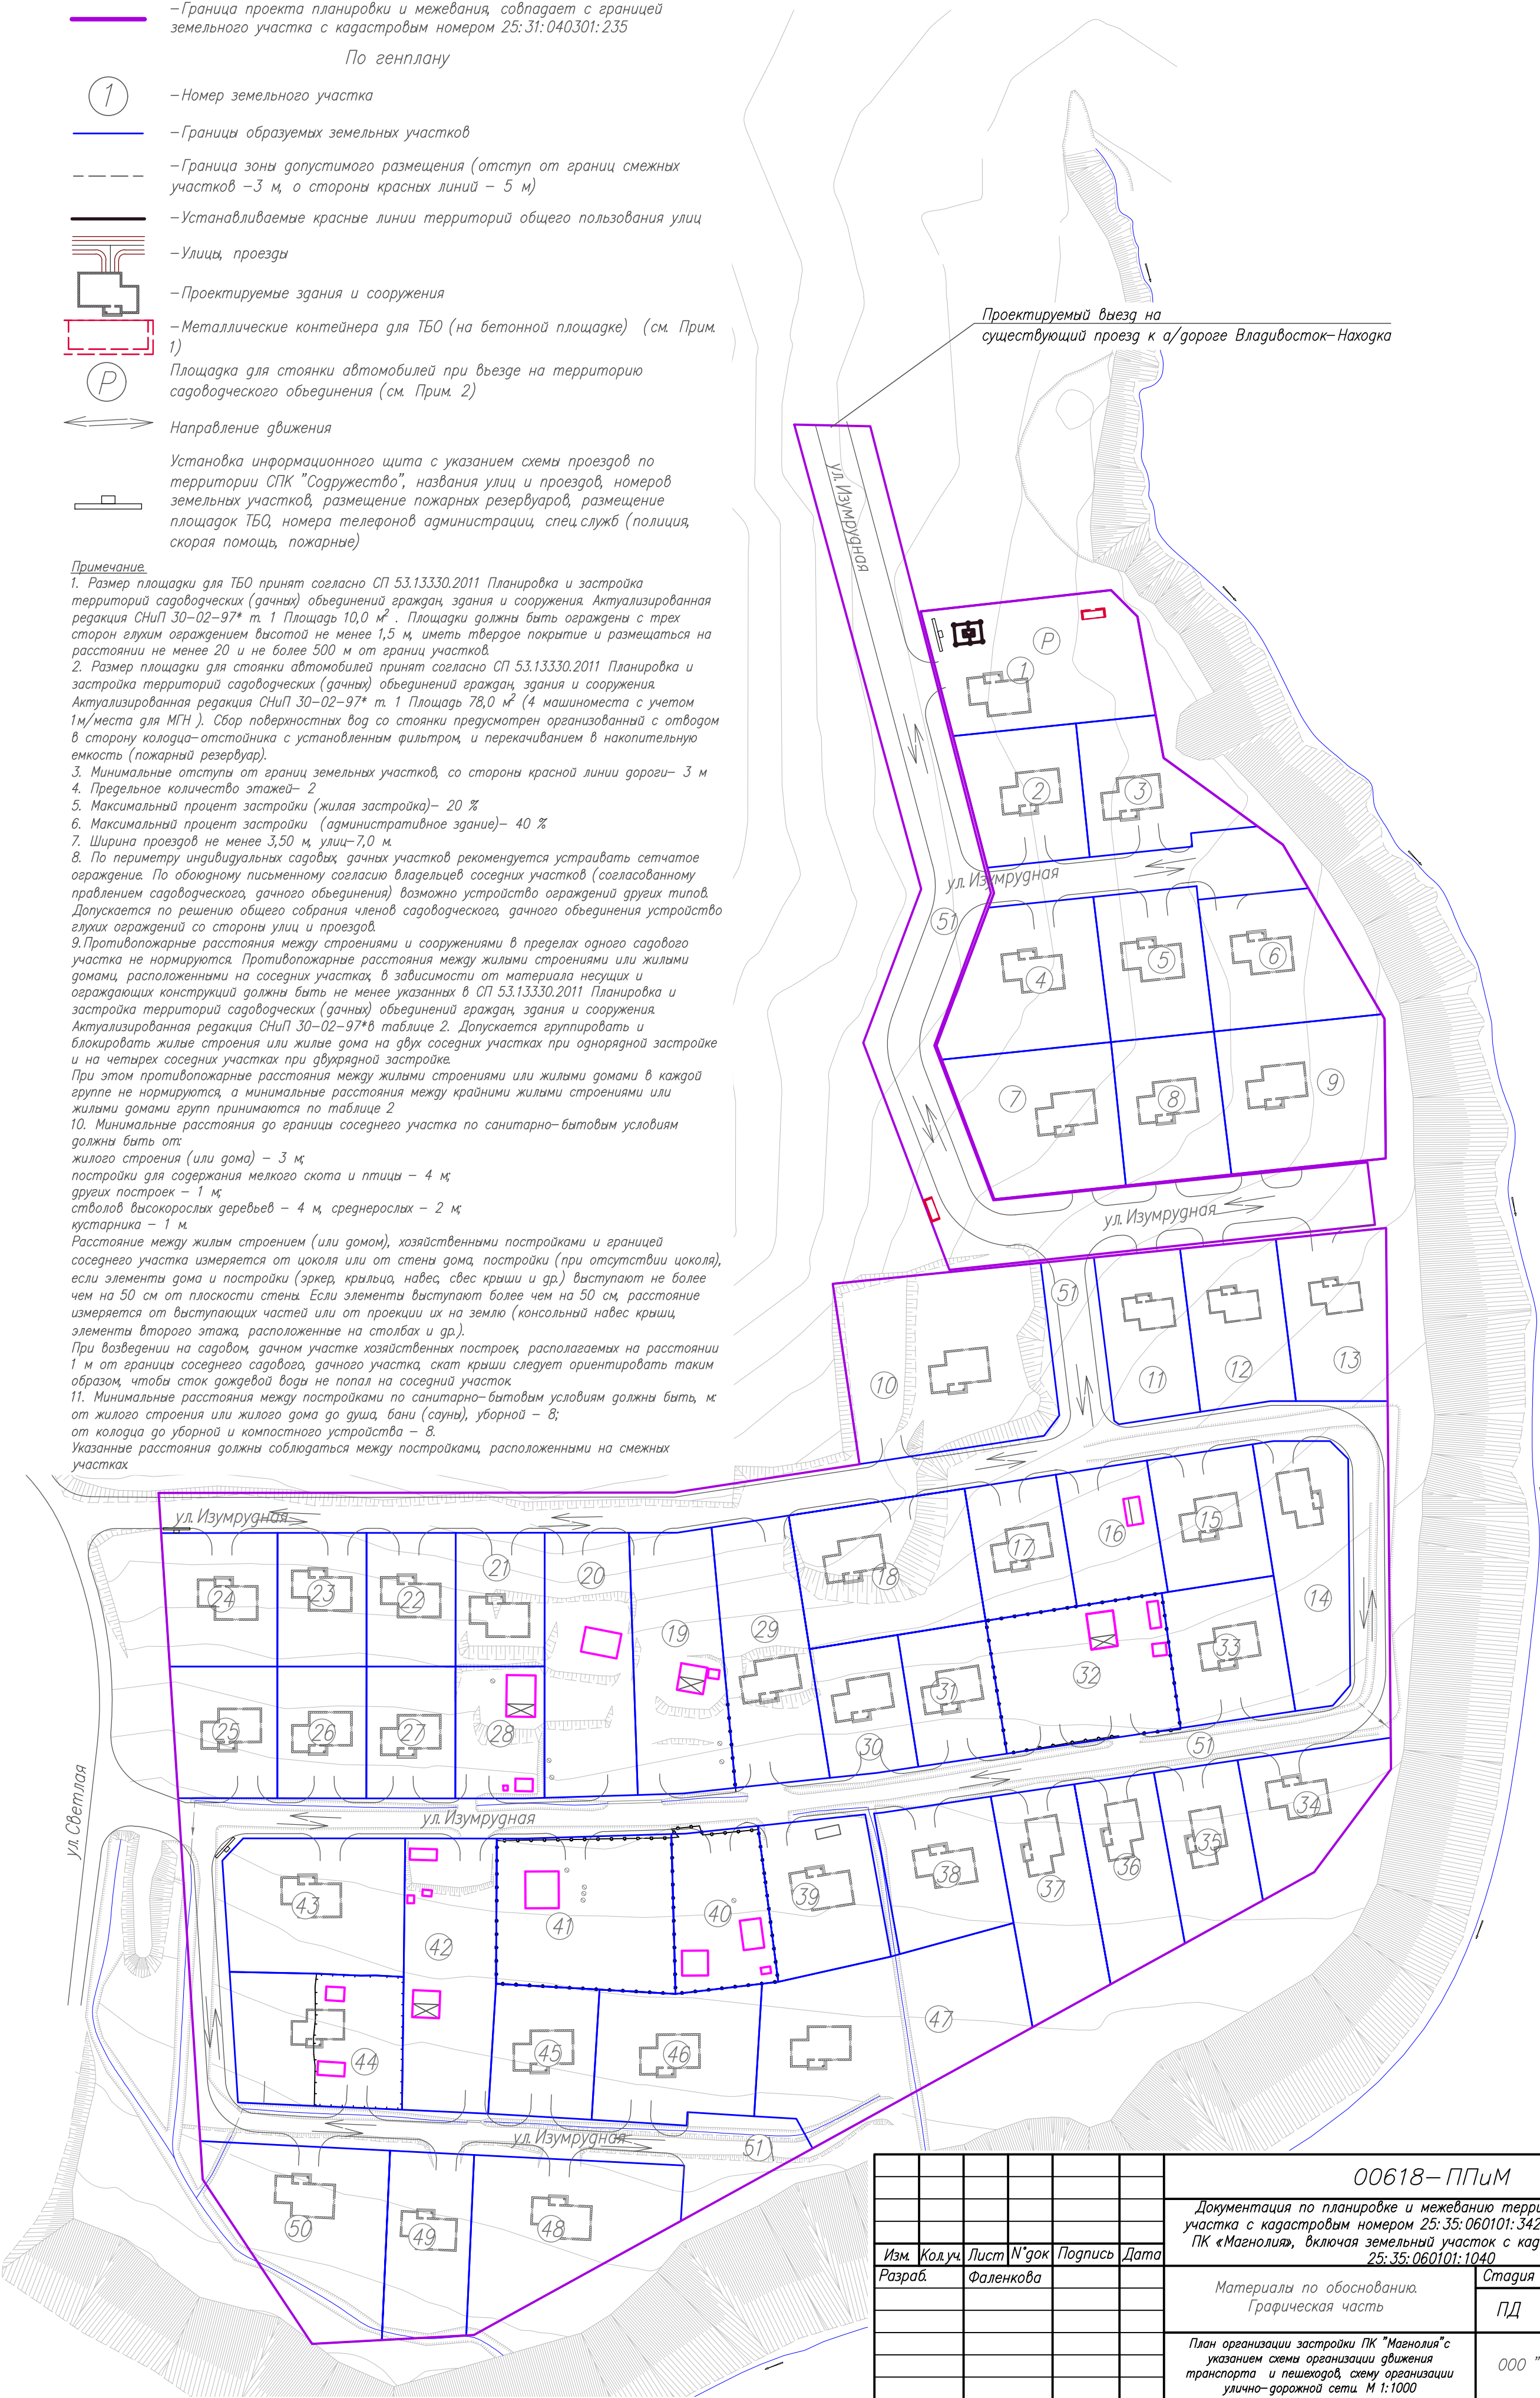 -Граница проекта планировки и межевания, совпадает с границей
земельного участка с кадастровым номером 25:31:040301:235
По генплану
1
-Номер земельного участка
-Границы образуемых земельных участков
-Граница зоны допустимого размещения (отступ от границ смежных
участков -3 м, о стороны красных линий - 5 м)
-Устанавливаемые красные линии территорий общего пользования улиц
-Улицы, проезды
-Проектируемые здания и сооружения
-Металлические контейнера для ТБО (на бетонной площадке) (см. Прим.
1)
Р
Площадка для стоянки автомобилей при вьезде на территорию
садоводческого обьединения (см. Прим. 2)
Направление движения
Установка информационного щита с указанием схемы проездов по
территории СПК "Содружество", названия улиц и проездов, номеров
земельных участков, размещение пожарных резервуаров, размещение
площадок ТБО, номера телефонов администрации, спец.служб (полиция,
скорая помощь, пожарные)
Примечание.
1. Размер площадки для ТБО принят согласно СП 53.13330.2011 Планировка и застройка
территорий садоводческих (дачных) объединений граждан, здания и сооружения. Актуализированная
редакция СНиП 30-02-97* т. 1 Площадь 10,0 м² . Площадки должны быть ограждены с трех
сторон глухим ограждением высотой не менее 1,5 м, иметь твердое покрытие и размещаться на
расстоянии не менее 20 и не более 500 м от границ участков.
2. Размер площадки для стоянки автомобилей принят согласно СП 53.13330.2011 Планировка и
застройка территорий садоводческих (дачных) объединений граждан, здания и сооружения.
Актуализированная редакция СНиП 30-02-97* т. 1 Площадь 78,0 м² (4 машиноместа с учетом
1м/места для МГН ). Сбор поверхностных вод со стоянки предусмотрен организованный с отводом
в сторону колодца-отстойника с установленным фильтром, и перекачиванием в накопительную
емкость (пожарный резервуар).
3. Минимальные отступы от границ земельных участков, со стороны красной линии дороги- 3 м
4. Предельное количество этажей- 2
5. Максимальный процент застройки (жилая застройка)- 20 %
6. Максимальный процент застройки (административное здание)- 40 %
7. Ширина проездов не менее 3,50 м, улиц-7,0 м.
8. По периметру индивидуальных садовых, дачных участков рекомендуется устраивать сетчатое
ограждение. По обоюдному письменному согласию владельцев соседних участков (согласованному
правлением садоводческого, дачного объединения) возможно устройство ограждений других типов.
Допускается по решению общего собрания членов садоводческого, дачного объединения устройство
глухих ограждений со стороны улиц и проездов.
9.Противопожарные расстояния между строениями и сооружениями в пределах одного садового
участка не нормируются. Противопожарные расстояния между жилыми строениями или жилыми
домами, расположенными на соседних участках, в зависимости от материала несущих и
ограждающих конструкций должны быть не менее указанных в СП 53.13330.2011 Планировка и
застройка территорий садоводческих (дачных) объединений граждан, здания и сооружения.
Актуализированная редакция СНиП 30-02-97*в таблице 2. Допускается группировать и
блокировать жилые строения или жилые дома на двух соседних участках при однорядной застройке
и на четырех соседних участках при двухрядной застройке.
При этом противопожарные расстояния между жилыми строениями или жилыми домами в каждой
группе не нормируются, а минимальные расстояния между крайними жилыми строениями или
жилыми домами групп принимаются по таблице 2
10. Минимальные расстояния до границы соседнего участка по санитарно-бытовым условиям
должны быть от:
жилого строения (или дома) - 3 м;
постройки для содержания мелкого скота и птицы - 4 м;
других построек - 1 м;
стволов высокорослых деревьев - 4 м, среднерослых - 2 м;
кустарника - 1 м.
Расстояние между жилым строением (или домом), хозяйственными постройками и границей
соседнего участка измеряется от цоколя или от стены дома, постройки (при отсутствии цоколя),
если элементы дома и постройки (эркер, крыльцо, навес, свес крыши и др.) выступают не более
чем на 50 см от плоскости стены. Если элементы выступают более чем на 50 см, расстояние
измеряется от выступающих частей или от проекции их на землю (консольный навес крыши,
элементы второго этажа, расположенные на столбах и др.).
При возведении на садовом, дачном участке хозяйственных построек, располагаемых на расстоянии
1 м от границы соседнего садового, дачного участка, скат крыши следует ориентировать таким
образом, чтобы сток дождевой воды не попал на соседний участок.
11. Минимальные расстояния между постройками по санитарно-бытовым условиям должны быть, м:
от жилого строения или жилого дома до душа, бани (сауны), уборной - 8;
от колодца до уборной и компостного устройства - 8.
Указанные расстояния должны соблюдаться между постройками, расположенными на смежных
участках.
Проектируемый выезд на
существующий проезд к а/дороге Владивосток-Находка
ул. Изумрудная
Р
1
2
3
ул. Изумрудная
51
4
5
6
7
8
9
ул. Изумрудная
51
10
11
12
13
ул. Изумрудная
14
15
16
17
18
19
20
21
22
23
24
25
26
27
28
29
30
31
32
33
51
34
35
36
37
38
39
40
41
42
43
44
45
46
47
ул. Изумрудная
ул. Светлая
ул. Изумрудная
51
48
49
50
00618-ППиМ
Документация по планировке и межеванию терри
участка с кадастровым номером 25:35:060101:342
ПК «Магнолия», включая земельный участок с кад
25:35:060101:1040
Изм. Кол.уч. Лист N°док Подпись Дата
Разраб. Фаленкова
Материалы по обоснованию.
Графическая часть
Стадия
ПД
План организации застройки ПК "Магнолия"с
указанием схемы организации движения
транспорта и пешеходов, схему организации
улично-дорожной сети. М 1:1000
ООО "